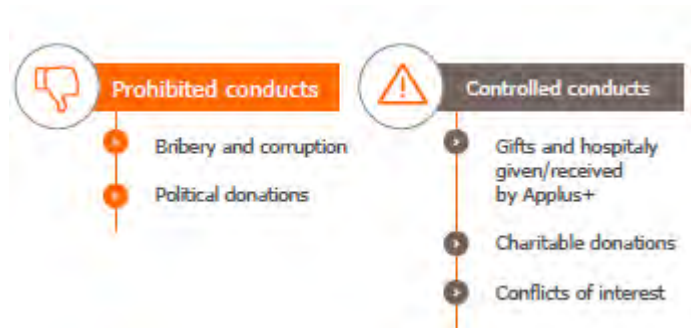 Prohibited conducts
Bribery and corruption
Political donations
Controlled conducts
Gifts and hospitaly
given/received
by Applus+
Charitable donations
Conflicts of interest